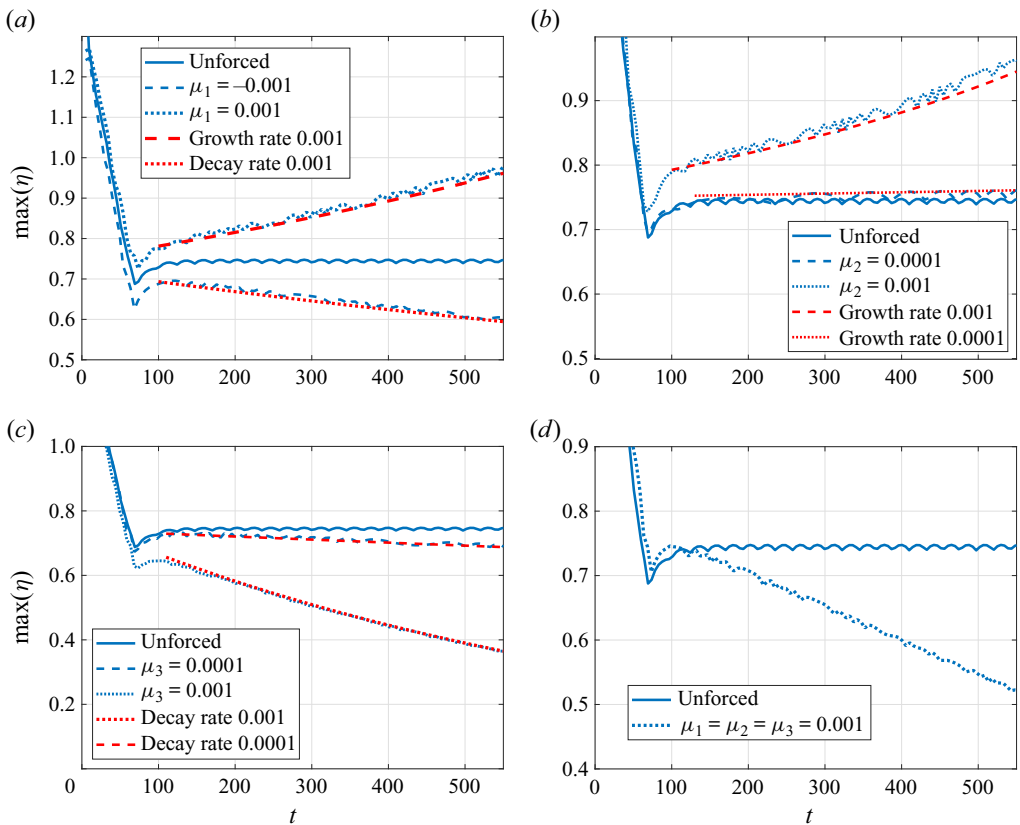 (a)
1.2
1.1
1.0
0.9
0.8
0.7
0.6
0.5
max(η)
0
100
200
300
400
500
Unforced
μ1 = –0.001
μ1 = 0.001
Growth rate 0.001
Decay rate 0.001
(b)
0.9
0.8
0.7
0.6
0.5
0
100
200
300
400
500
Unforced
μ2 = 0.0001
μ2 = 0.001
Growth rate 0.001
Growth rate 0.0001
(c)
1.0
0.8
0.6
0.4
0.2
max(η)
0
100
200
300
400
500
t
Unforced
μ3 = 0.0001
μ3 = 0.001
Decay rate 0.001
Decay rate 0.0001
(d)
0.9
0.8
0.7
0.6
0.5
0.4
0
100
200
300
400
500
t
Unforced
μ1 = μ2 = μ3 = 0.001